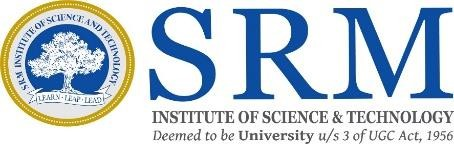 SRM INSTITUTE OF SCIENCE AND TECHNOLOGY
LEARN - LEAP - LEAD
SRM
INSTITUTE OF SCIENCE & TECHNOLOGY
Deemed to be University u/s 3 of UGC Act, 1956